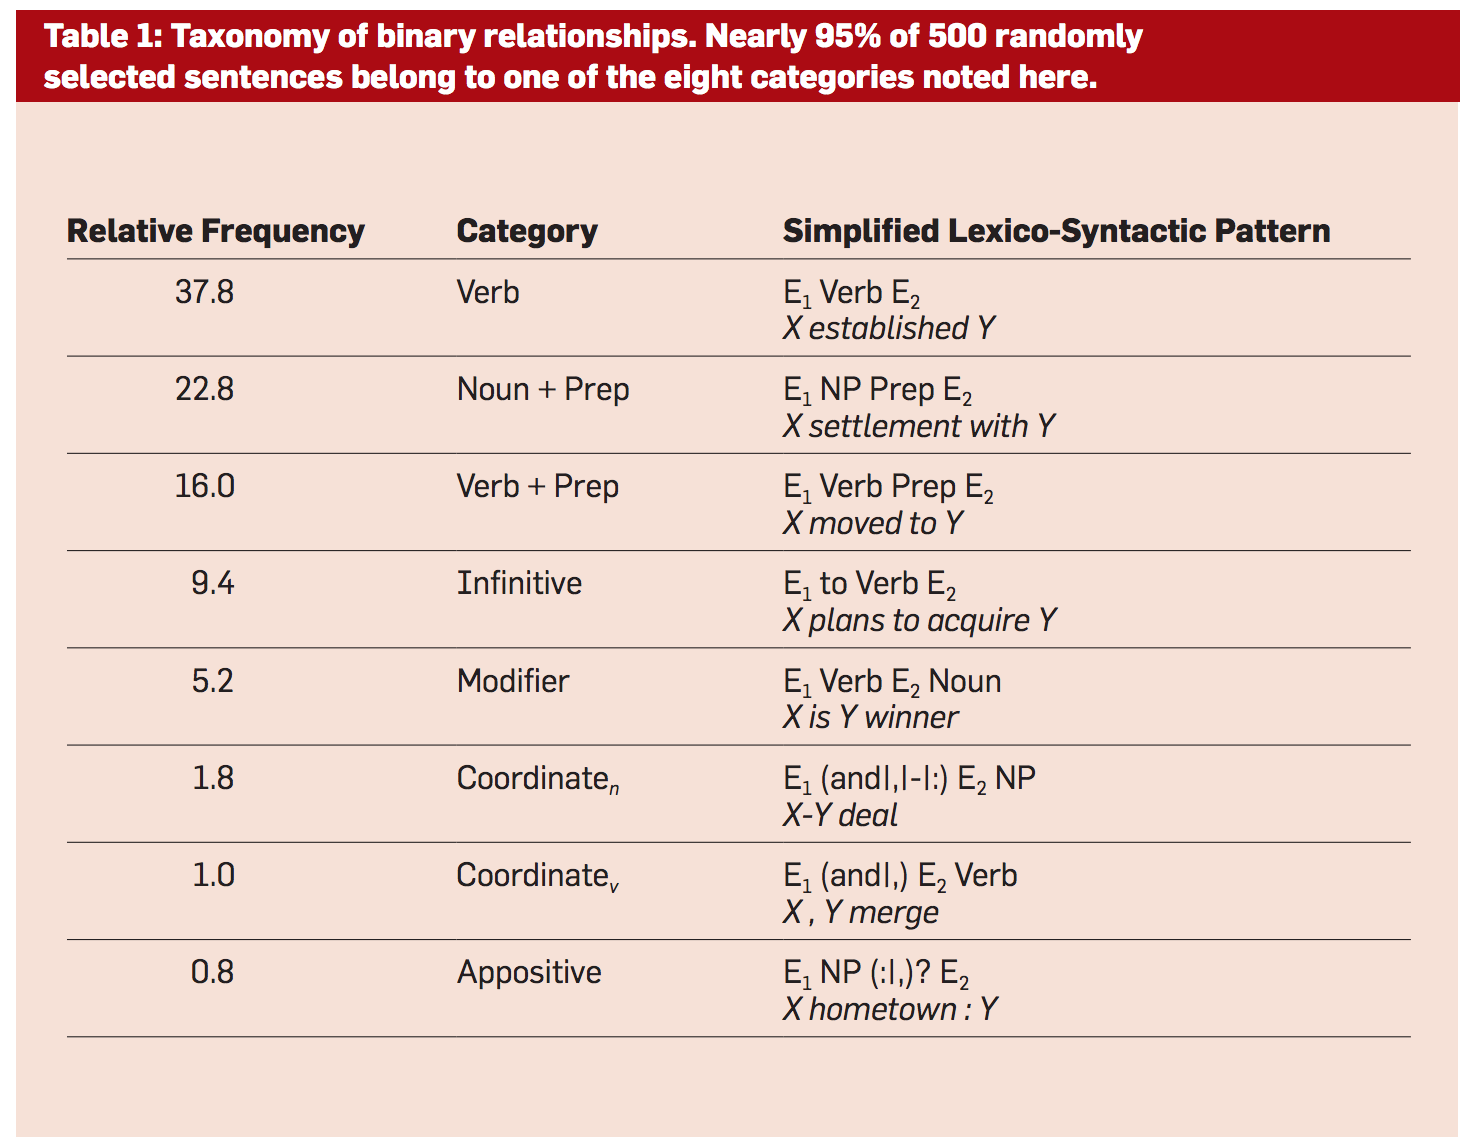 Table 1: Taxonomy of binary relationships. Nearly 95% of 500 randomly
selected sentences belong to one of the eight categories noted here.
Relative Frequency Category Simplified Lexico-Syntactic Pattern
37.8 Verb E₁ Verb E₂
X established Y
22.8 Noun + Prep E₁ NP Prep E₂
X settlement with Y
16.0 Verb + Prep E₁ Verb Prep E₂
X moved to Y
9.4 Infinitive E₁ to Verb E₂
X plans to acquire Y
5.2 Modifier E₁ Verb E₂ Noun
X is Y winner
1.8 Coordinateₙ E₁ (and|,|-|:) E₂ NP
X-Y deal
1.0 Coordinateᵥ E₁ (and|,) E₂ Verb
X , Y merge
0.8 Appositive E₁ NP (:|,)? E₂
X hometown : Y